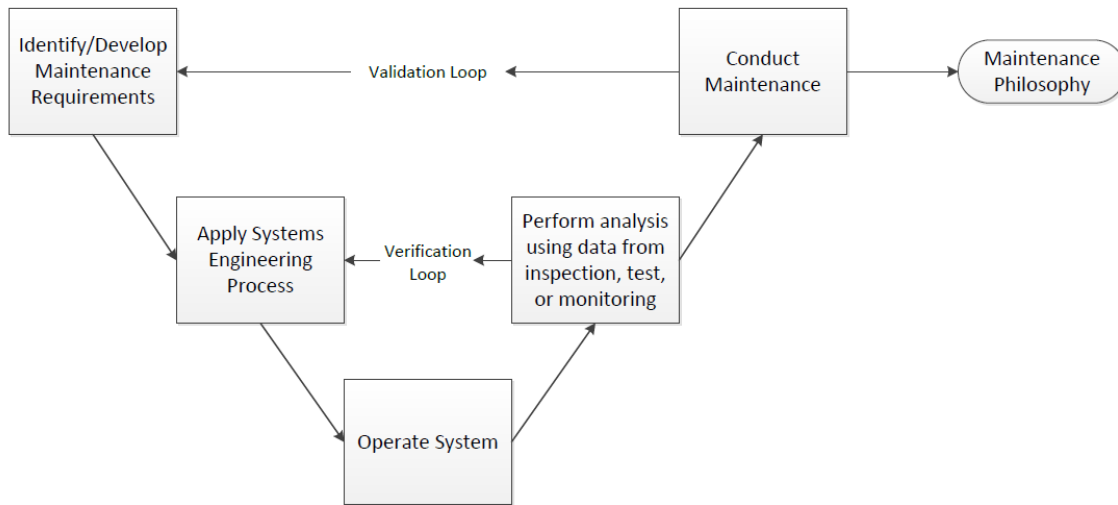 Identify/Develop
Maintenance
Requirements
Validation Loop
Conduct
Maintenance
Maintenance
Philosophy
Apply Systems
Engineering
Process
Verification
Loop
Perform analysis
using data from
inspection, test,
or monitoring
Operate System